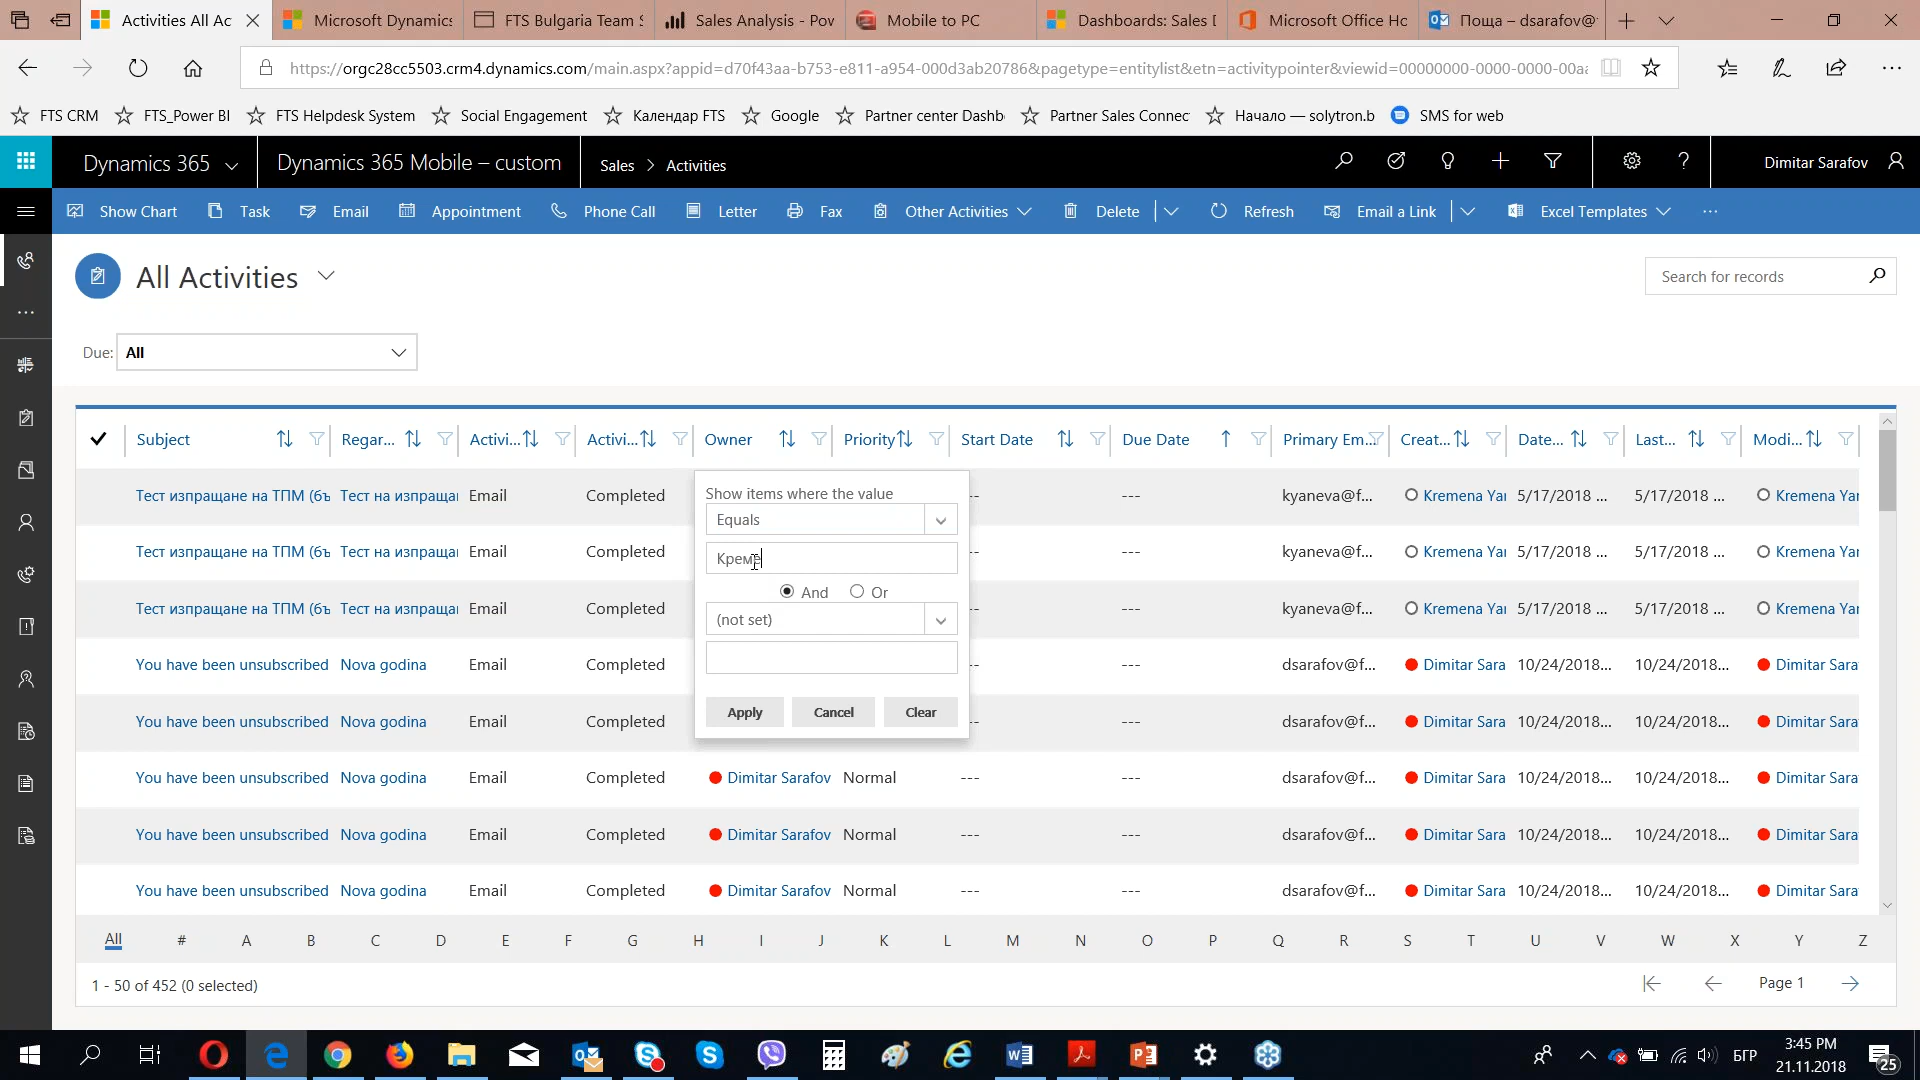 Activities All Ac
Microsoft Dynamics
FTS Bulgaria Team S
Sales Analysis - Pov
Mobile to PC
Dashboards: Sales D
Microsoft Office Ho
Поща – dsarafov@
https://orgc28cc5503.crm4.dynamics.com/main.aspx?appid=d70f43aa-b753-e811-a954-000d3ab20786&pagetype=entitylist&etn=activitypointer&viewid=00000000-0000-0000-00aa
FTS CRM FTS_Power BI FTS Helpdesk System Social Engagement Календар FTS Google Partner center Dashb Partner Sales Connec Начало — solytron.b SMS for web
Dynamics 365 Dynamics 365 Mobile – custom Sales > Activities ? Dimitar Sarafov
Show Chart Task Email Appointment Phone Call Letter Fax Other Activities Delete Refresh Email a Link Excel Templates ...
All Activities
Search for records
Due: All
Subject Regar... Activi... Activi... Owner Priority Start Date Due Date Primary Em... Creat... Date... Last... Modi...
Тест изпращане на ТПМ (бъ Тест на изпраща Email Completed --- kyaneva@f... Kremena Yar 5/17/2018 ... 5/17/2018 ... Kremena Yar
Тест изпращане на ТПМ (бъ Тест на изпраща Email Completed --- kyaneva@f... Kremena Yar 5/17/2018 ... 5/17/2018 ... Kremena Yar
Тест изпращане на ТПМ (бъ Тест на изпраща Email Completed --- kyaneva@f... Kremena Yar 5/17/2018 ... 5/17/2018 ... Kremena Yar
You have been unsubscribed Nova godina Email Completed --- dsarafov@f... Dimitar Sara 10/24/2018... 10/24/2018... Dimitar Sara
You have been unsubscribed Nova godina Email Completed --- dsarafov@f... Dimitar Sara 10/24/2018... 10/24/2018... Dimitar Sara
You have been unsubscribed Nova godina Email Completed Dimitar Sarafov Normal --- --- dsarafov@f... Dimitar Sara 10/24/2018... 10/24/2018... Dimitar Sara
You have been unsubscribed Nova godina Email Completed Dimitar Sarafov Normal --- --- dsarafov@f... Dimitar Sara 10/24/2018... 10/24/2018... Dimitar Sara
You have been unsubscribed Nova godina Email Completed Dimitar Sarafov Normal --- --- dsarafov@f... Dimitar Sara 10/24/2018... 10/24/2018... Dimitar Sara
Show items where the value
Equals
Креме
And Or
(not set)
Apply Cancel Clear
All # A B C D E F G H I J K L M N O P Q R S T U V W X Y Z
1 - 50 of 452 (0 selected)
Page 1
БГР
3:45 PM
21.11.2018
25